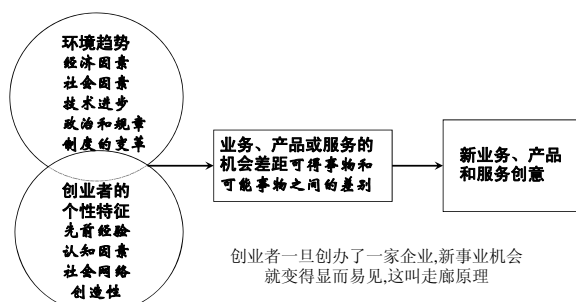 环境趋势
经济因素
社会因素
技术进步
政治和规章
制度的变革
创业者的
个性特征
先前经验
认知因素
社会网络
创造性
业务、产品或服务的
机会差距可得事物和
可能事物之间的差别
新业务、产品
和服务创意
创业者一旦创办了一家企业,新事业机会
就变得显而易见,这叫走廊原理